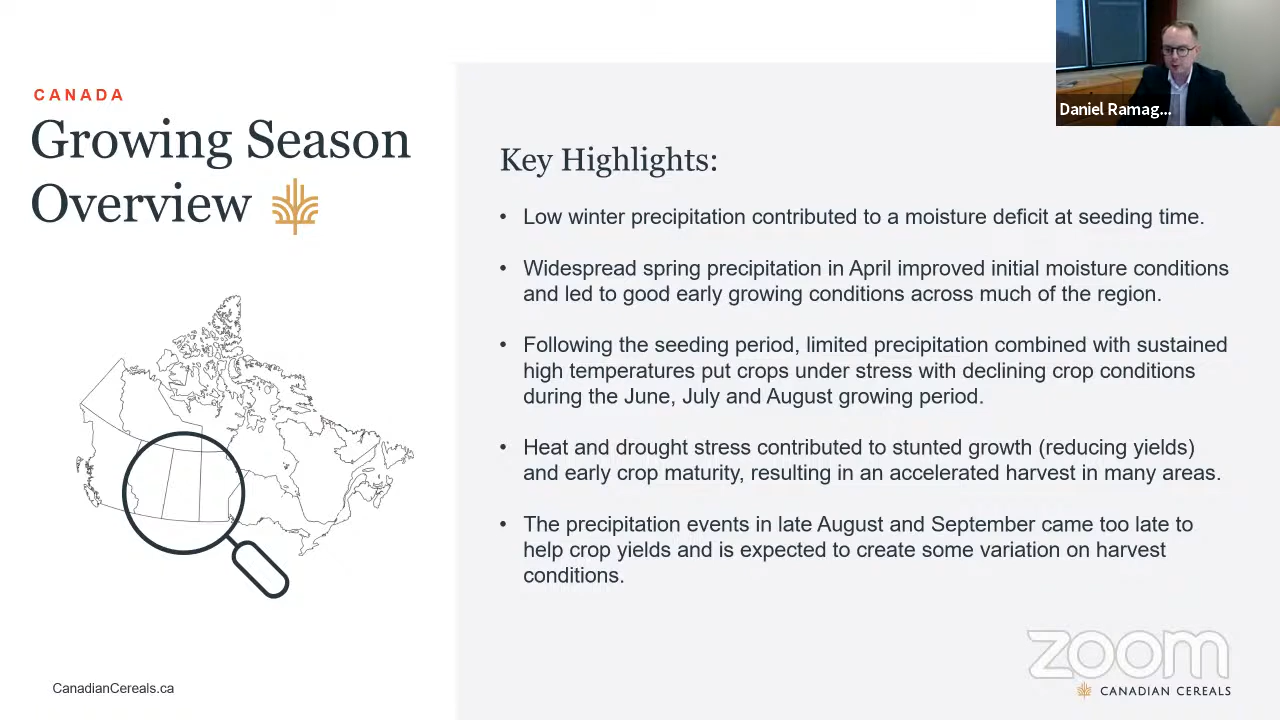 CANADA
Growing Season
Overview
Key Highlights:
• Low winter precipitation contributed to a moisture deficit at seeding time.
• Widespread spring precipitation in April improved initial moisture conditions
and led to good early growing conditions across much of the region.
• Following the seeding period, limited precipitation combined with sustained
high temperatures put crops under stress with declining crop conditions
during the June, July and August growing period.
• Heat and drought stress contributed to stunted growth (reducing yields)
and early crop maturity, resulting in an accelerated harvest in many areas.
• The precipitation events in late August and September came too late to
help crop yields and is expected to create some variation on harvest
conditions.
Daniel Ramag...
zoom
CANADIAN CEREALS
CanadianCereals.ca